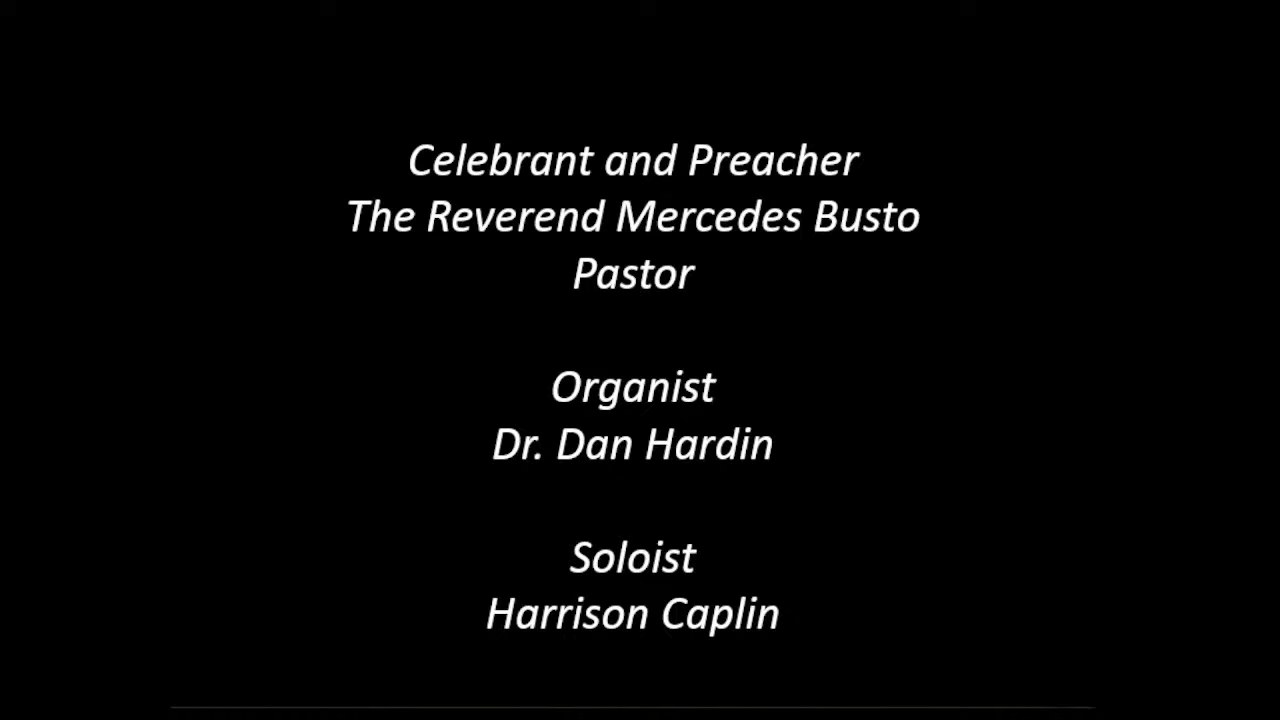 Celebrant and Preacher
The Reverend Mercedes Busto
Pastor
Organist
Dr. Dan Hardin
Soloist
Harrison Caplin